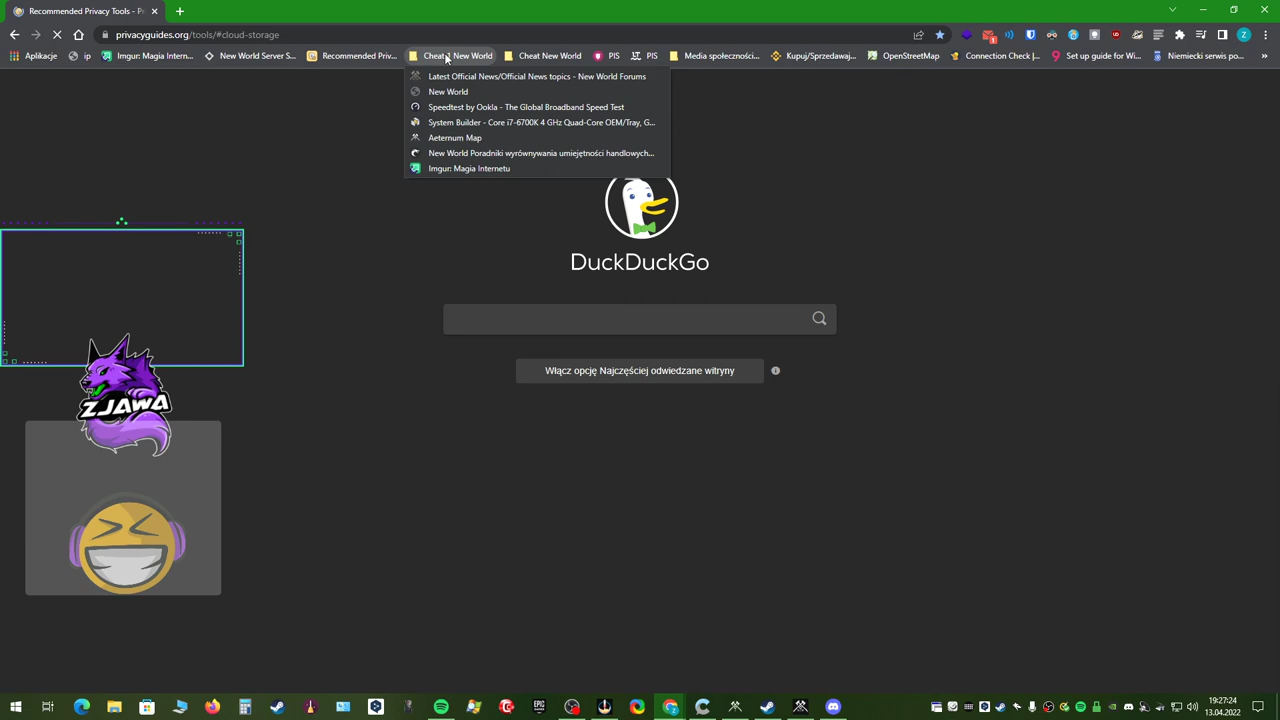 Recommended Privacy Tools - P
privacyguides.org/tools/#cloud-storage
Aplikacje
ip
Imgur: Magia Intern...
New World Server S...
Recommended Priv...
Cheat New World
Cheat New World
PIS
PIS
Media społeczności...
Kupuj/Sprzedawaj...
OpenStreetMap
Connection Check |...
Set up guide for Wi...
Niemiecki serwis po...
Latest Official News/Official News topics - New World Forums
New World
Speedtest by Ookla - The Global Broadband Speed Test
System Builder - Core i7-6700K 4 GHz Quad-Core OEM/Tray, G...
Aeternum Map
New World Poradniki wyrównywania umiejętności handlowych...
Imgur: Magia Internetu
DuckDuckGo
Włącz opcję Najczęściej odwiedzane witryny
ZJAWA
19:27:24
13.04.2022